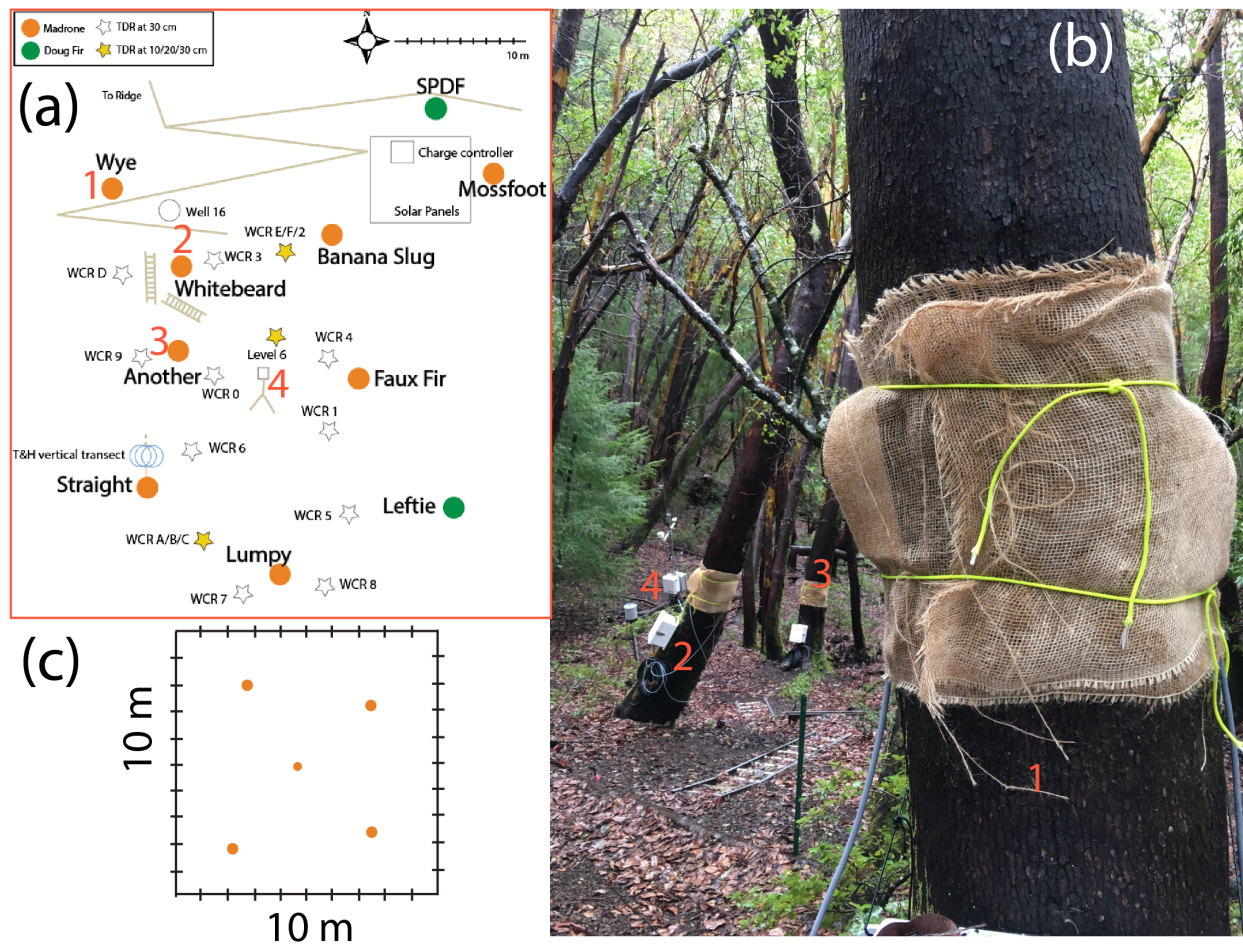 Madrone
TDR at 30 cm
Doug Fir
TDR at 10/20/30 cm
N
10 m
(a)
(b)
To Ridge
SPDF
Charge controller
Wye
1
Mossfoot
Solar Panels
Well 16
2
WCR E/F/2
WCR 3
Banana Slug
WCR D
Whitebeard
3
WCR 9
Another
Level 6
WCR 4
4
Faux Fir
WCR 0
WCR 1
T&H vertical transect
WCR 6
Straight
WCR 5
Leftie
WCR A/B/C
Lumpy
WCR 7
WCR 8
4
3
2
1
(c)
10 m
10 m